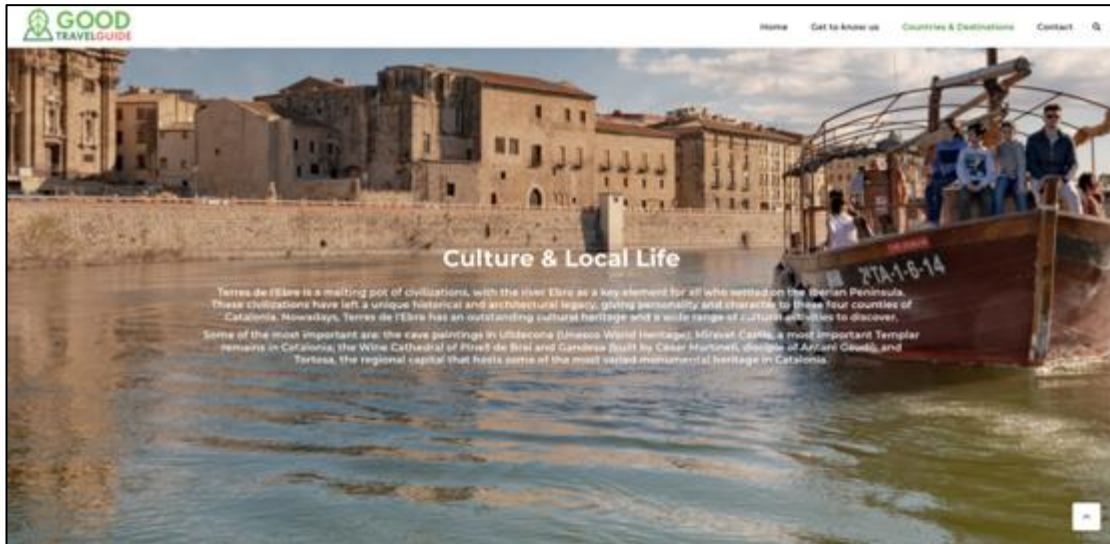 GOOD
TRAVELGUIDE
Home Get to know us Countries & Destinations Contact
Culture & Local Life
Terres de l'Ebre is a melting pot of civilizations, with the river Ebre as a key element for all who settled on the Iberian Peninsula.
These civilizations have left a unique historical and architectural legacy, giving personality and character to these four counties of
Catalonia. Nowadays, Terres de l'Ebre has an outstanding cultural heritage and a wide range of cultural activities to discover.
Some of the most important are: the cave paintings in Ulldecona (Unesco World Heritage), Miravet Castle, a most important Templar
remains in Catalonia; the Wine Cathedral of Pinell de Brai and Gandesa (built by César Martinell, disciple of Antoni Gaudí); and
Tortosa, the regional capital that hosts some of the most varied monumental heritage in Catalonia.
TA-1-6-14